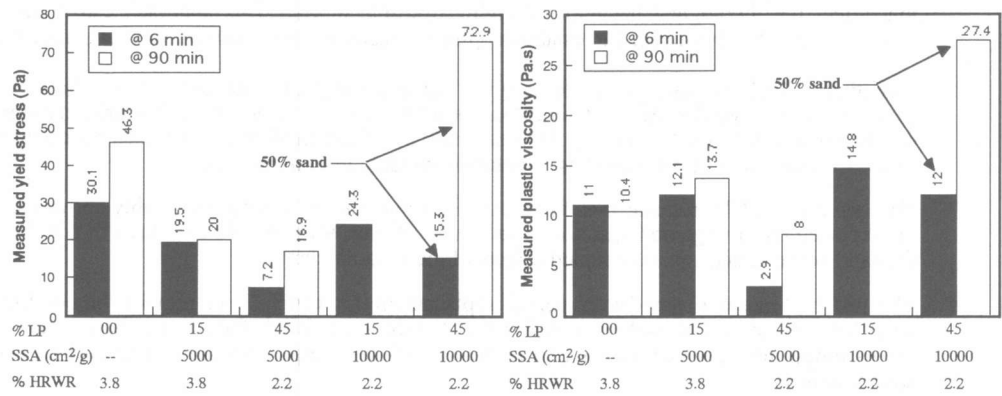 80
70
60
50
40
30
20
10
0
Measured yield stress (Pa)
@ 6 min
@ 90 min
30.1
46.3
19.5
20
7.2
16.9
24.3
15.3
72.9
50% sand
% LP 00 15 45 15 45
SSA (cm²/g) -- 5000 5000 10000 10000
% HRWR 3.8 3.8 2.2 2.2 2.2
30
25
20
15
10
5
0
Measured plastic viscosity (Pa.s)
@ 6 min
@ 90 min
11
10.4
12.1
13.7
2.9
8
14.8
12
27.4
50% sand
% LP 00 15 45 15 45
SSA (cm²/g) -- 5000 5000 10000 10000
% HRWR 3.8 3.8 2.2 2.2 2.2